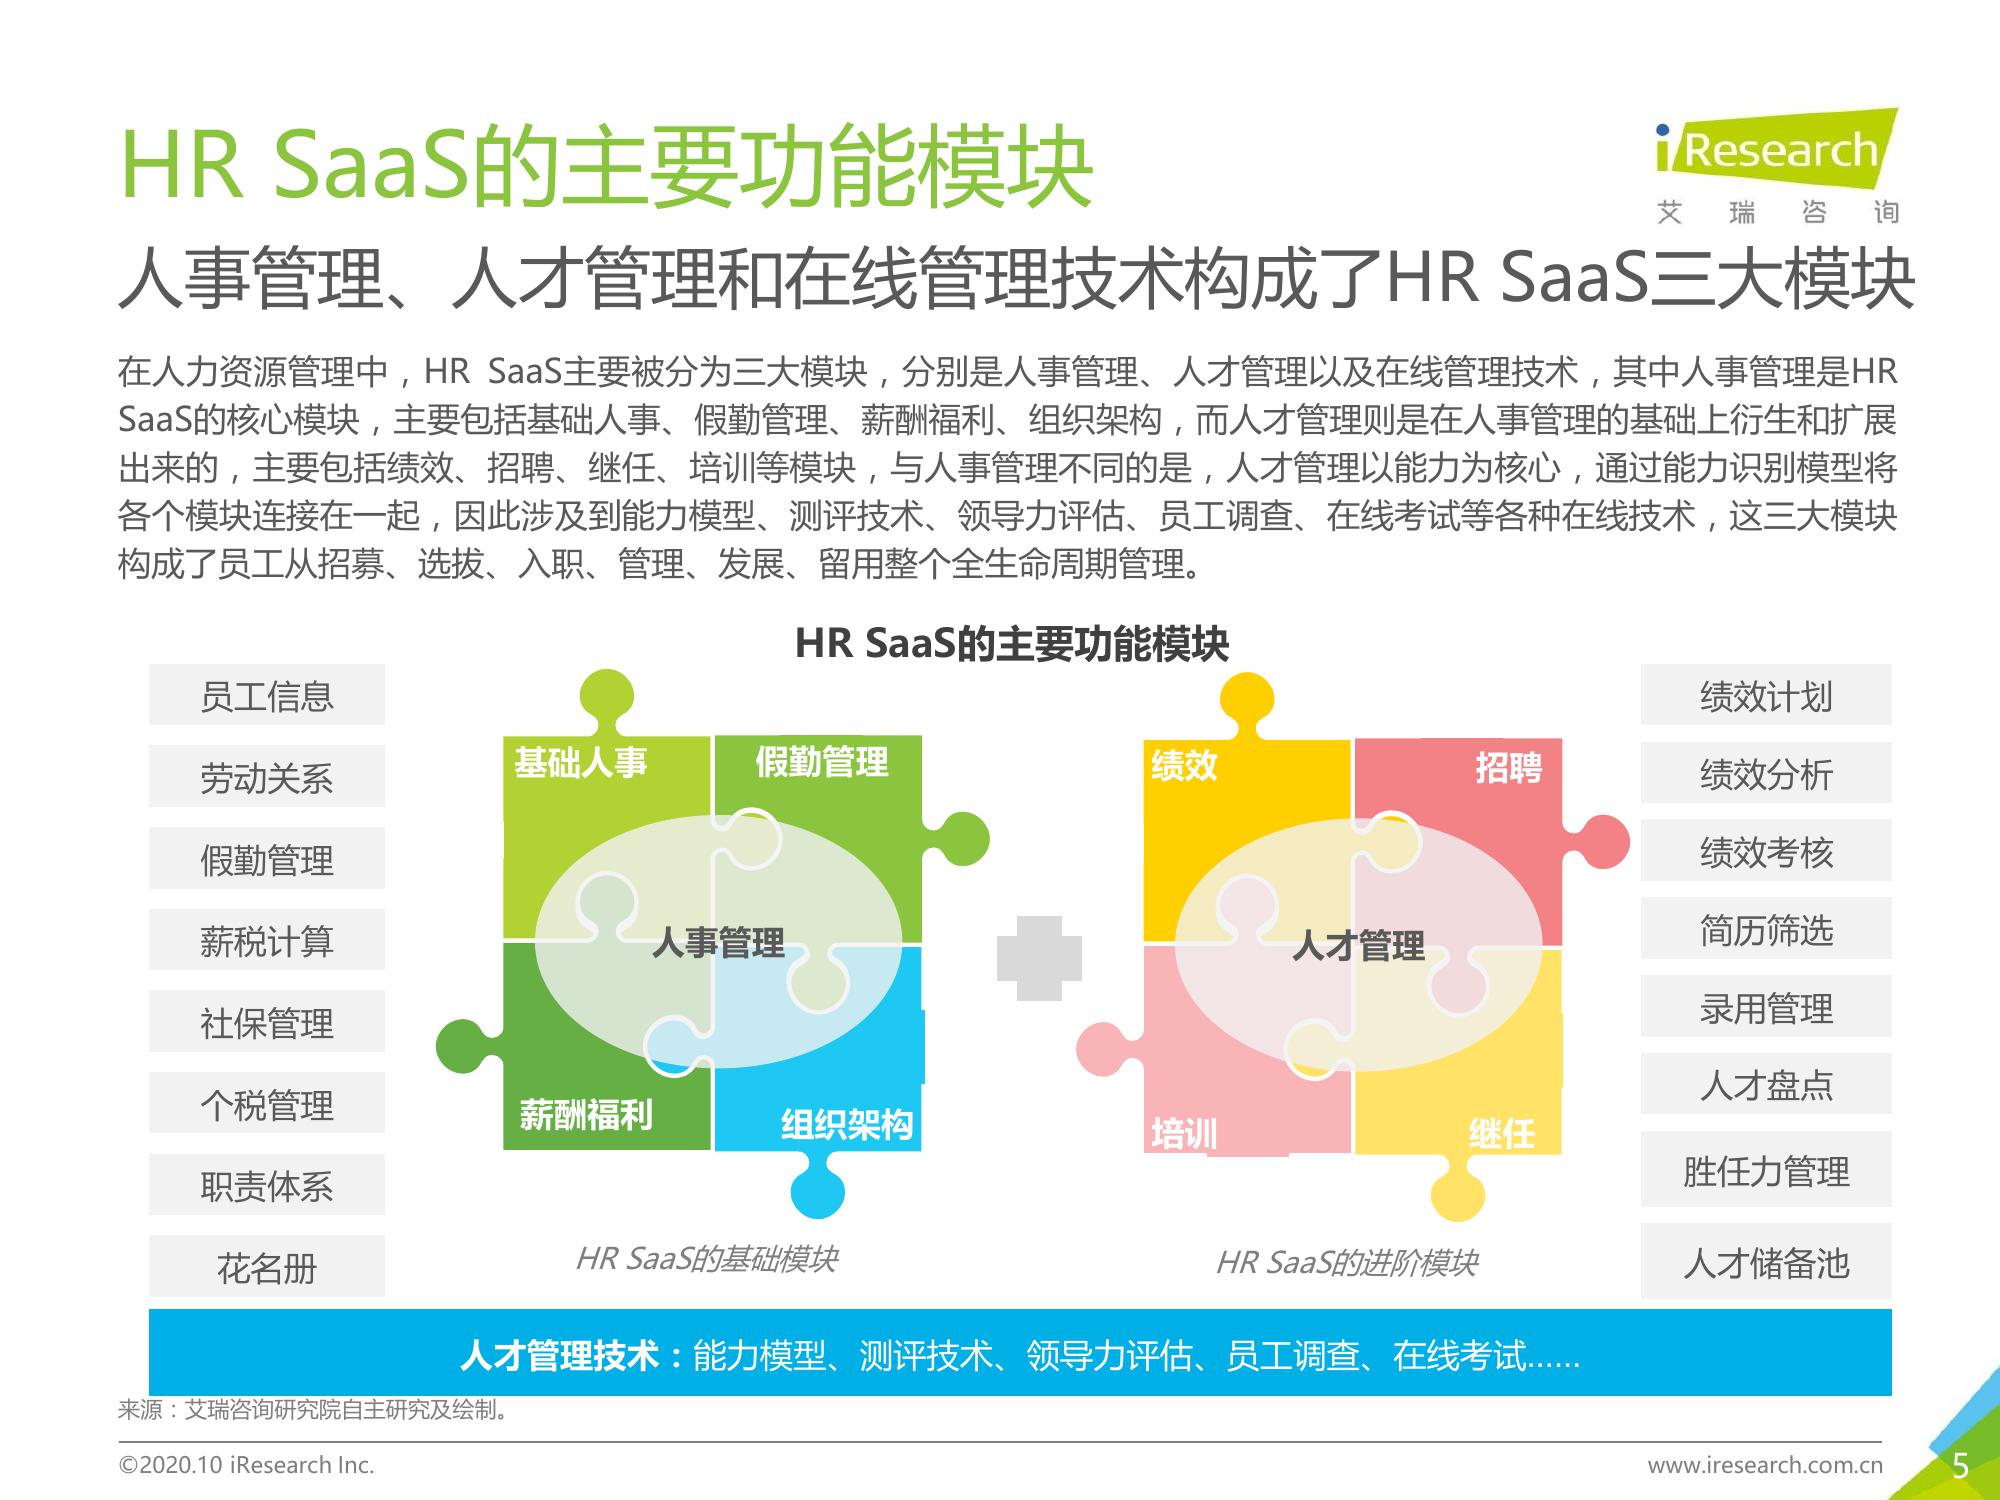 HR SaaS的主要功能模块
iResearch
艾瑞咨询
人事管理、人才管理和在线管理技术构成了HR SaaS三大模块
在人力资源管理中，HR SaaS主要被分为三大模块，分别是人事管理、人才管理以及在线管理技术，其中人事管理是HR
SaaS的核心模块，主要包括基础人事、假勤管理、薪酬福利、组织架构，而人才管理则是在人事管理的基础上衍生和扩展
出来的，主要包括绩效、招聘、继任、培训等模块，与人事管理不同的是，人才管理以能力为核心，通过能力识别模型将
各个模块连接在一起，因此涉及到能力模型、测评技术、领导力评估、员工调查、在线考试等各种在线技术，这三大模块
构成了员工从招募、选拔、入职、管理、发展、留用整个全生命周期管理。
HR SaaS的主要功能模块
员工信息
劳动关系
假勤管理
薪税计算
社保管理
个税管理
职责体系
花名册
基础人事
假勤管理
人事管理
薪酬福利
组织架构
HR SaaS的基础模块
绩效
招聘
人才管理
培训
继任
HR SaaS的进阶模块
绩效计划
绩效分析
绩效考核
简历筛选
录用管理
人才盘点
胜任力管理
人才储备池
人才管理技术：能力模型、测评技术、领导力评估、员工调查、在线考试……
来源：艾瑞咨询研究院自主研究及绘制。
©2020.10 iResearch Inc.
www.iresearch.com.cn
5